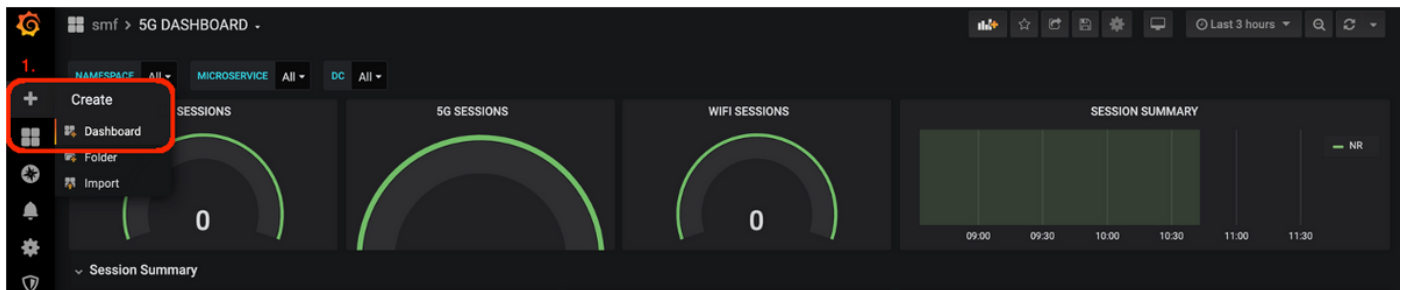 smf > 5G DASHBOARD
Last 3 hours
1.
NAMESPACE All MICROSERVICE All DC All
Create
Dashboard
Folder
Import
SESSIONS
0
5G SESSIONS
WIFI SESSIONS
0
SESSION SUMMARY
NR
09:00 09:30 10:00 10:30 11:00 11:30
Session Summary